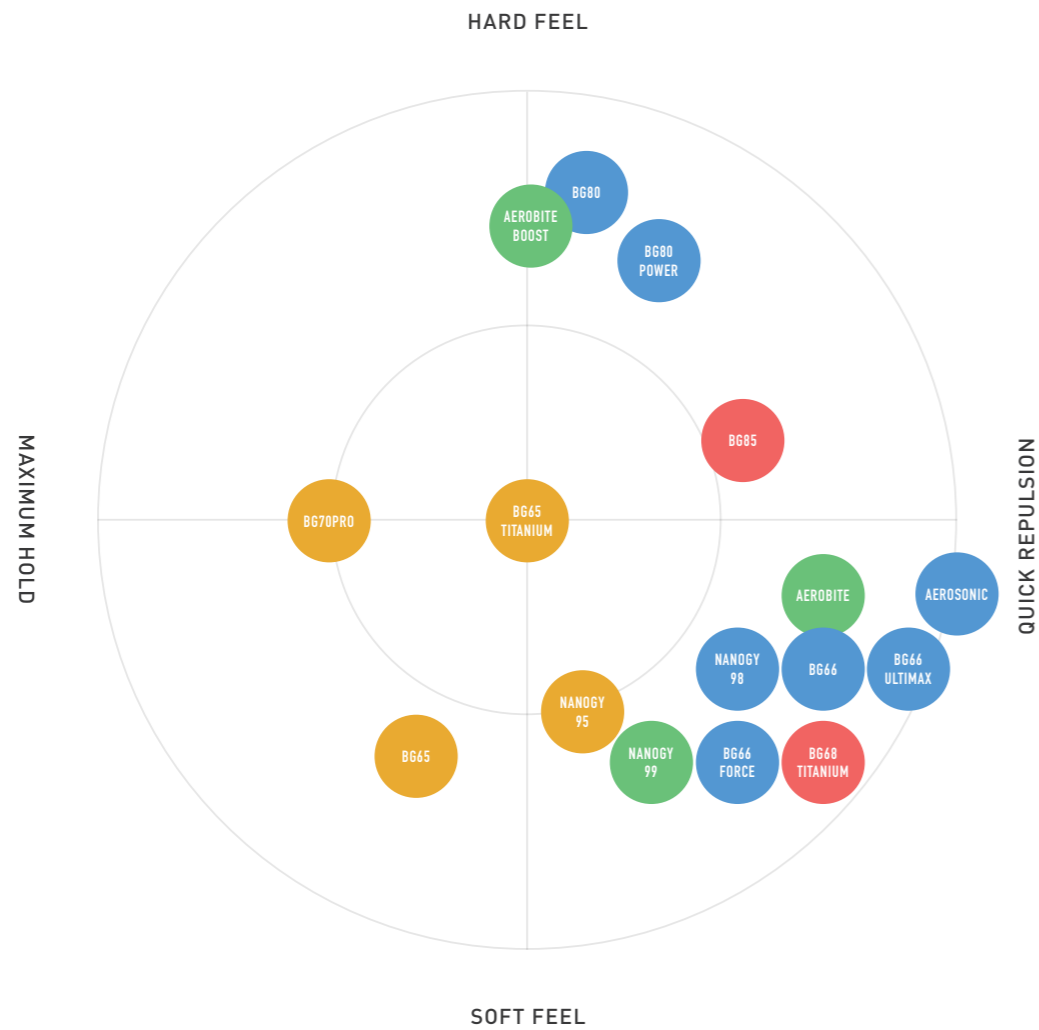 HARD FEEL
BG80
AEROBITE
BOOST
BG80
POWER
BG85
MAXIMUM HOLD
BG70PRO
BG65
TITANIUM
QUICK REPULSION
AEROBITE
AEROSONIC
NANOGY
98
BG66
BG66
ULTIMAX
NANOGY
95
BG65
NANOGY
99
BG66
FORCE
BG68
TITANIUM
SOFT FEEL